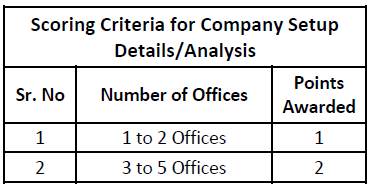 Scoring Criteria for Company Setup
Details/Analysis
Sr. No Number of Offices Points Awarded
1 1 to 2 Offices 1
2 3 to 5 Offices 2